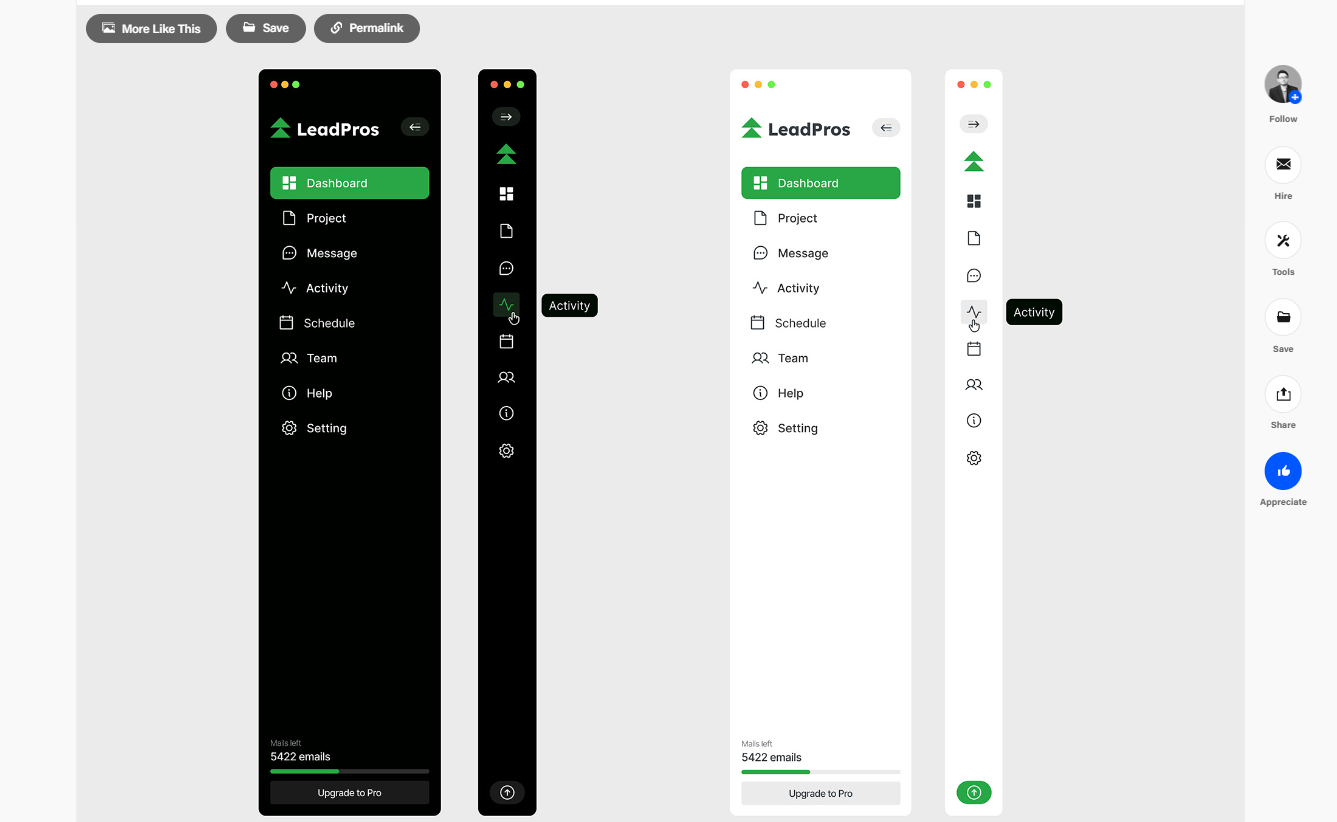 More Like This
Save
Permalink
LeadPros
Dashboard
Project
Message
Activity
Schedule
Team
Help
Setting
Mails left
5422 emails
Upgrade to Pro
Activity
LeadPros
Dashboard
Project
Message
Activity
Schedule
Team
Help
Setting
Mails left
5422 emails
Upgrade to Pro
Activity
Follow
Hire
Tools
Save
Share
Appreciate